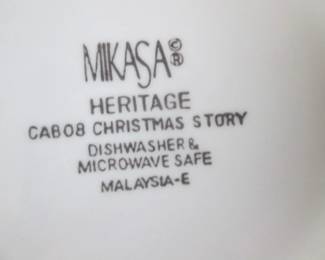 MIKASA©®
HERITAGE
CAB08 CHRISTMAS STORY
DISHWASHER &
MICROWAVE SAFE
MALAYSIA-E